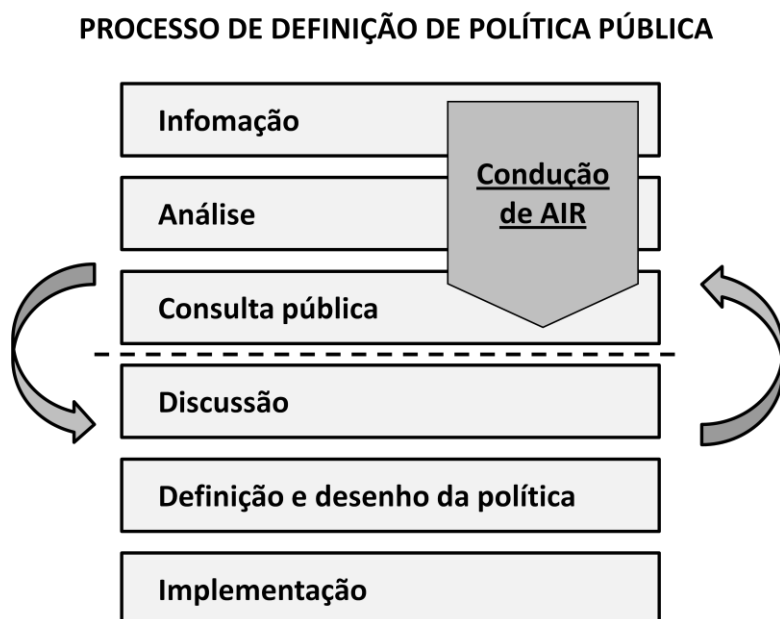 PROCESSO DE DEFINIÇÃO DE POLÍTICA PÚBLICA
Infomação
Condução
de AIR
Análise
Consulta pública
Discussão
Definição e desenho da política
Implementação